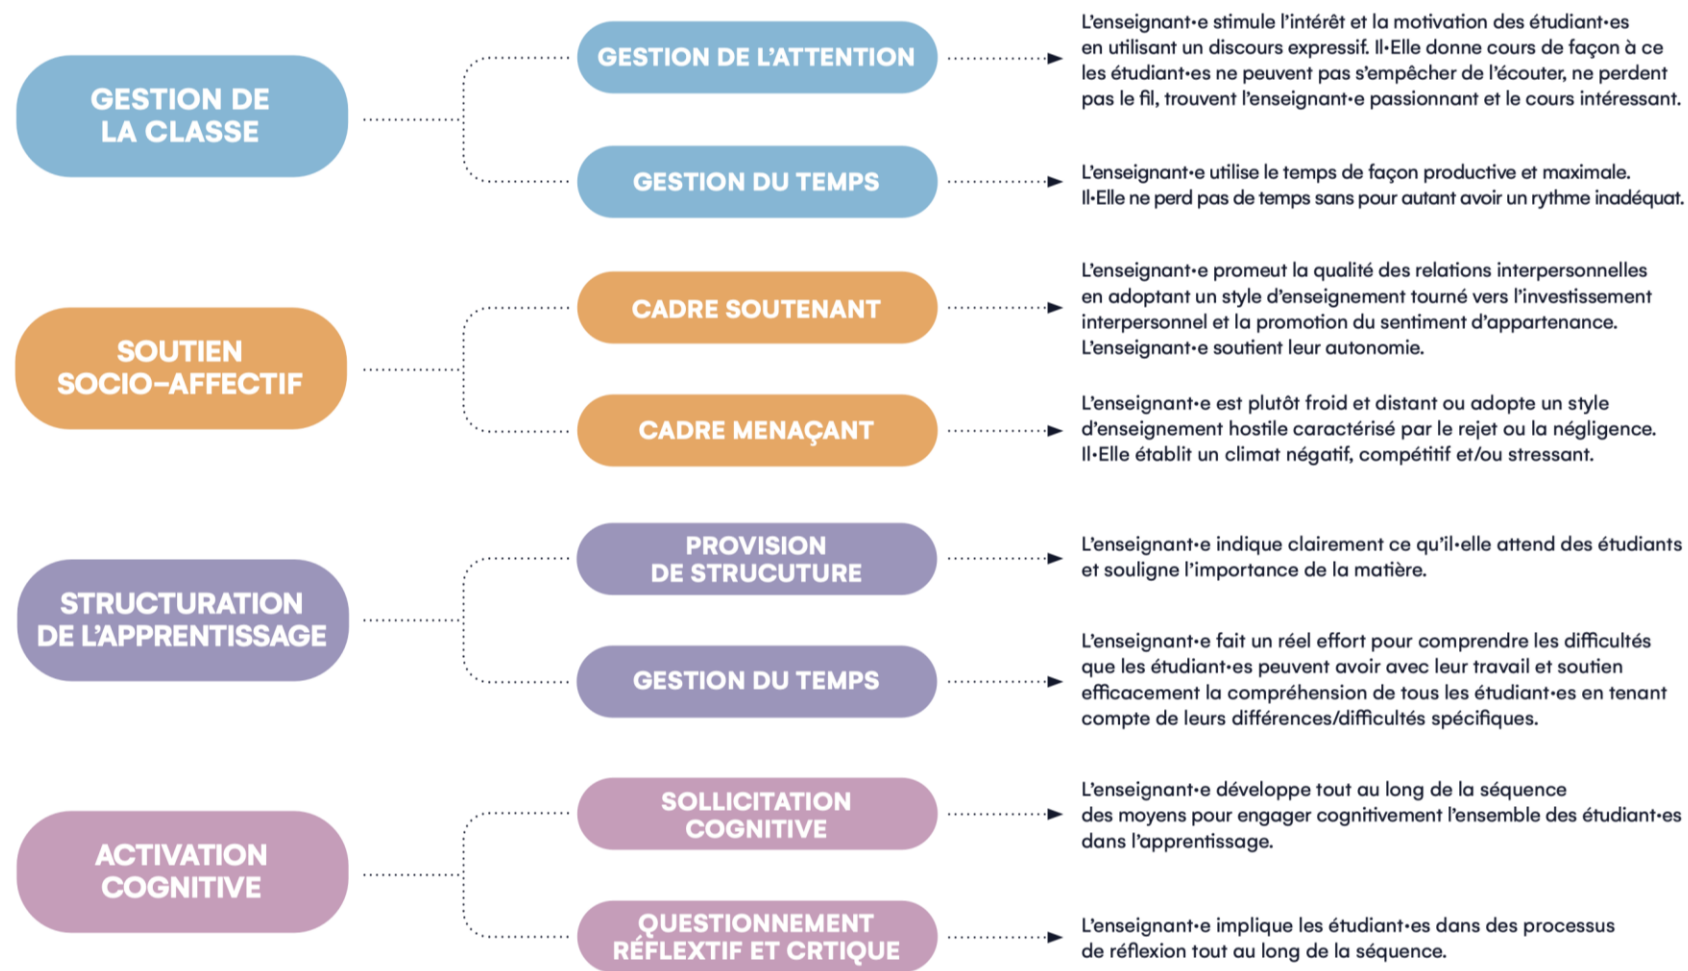 GESTION DE
LA CLASSE
GESTION DE L'ATTENTION
L'enseignant·e stimule l'intérêt et la motivation des étudiant·es
en utilisant un discours expressif. Il·Elle donne cours de façon à ce
les étudiant·es ne peuvent pas s'empêcher de l'écouter, ne perdent
pas le fil, trouvent l'enseignant·e passionnant et le cours intéressant.
GESTION DU TEMPS
L'enseignant·e utilise le temps de façon productive et maximale.
Il·Elle ne perd pas de temps sans pour autant avoir un rythme inadéquat.
SOUTIEN
SOCIO-AFFECTIF
CADRE SOUTENANT
L'enseignant·e promeut la qualité des relations interpersonnelles
en adoptant un style d'enseignement tourné vers l'investissement
interpersonnel et la promotion du sentiment d'appartenance.
L'enseignant·e soutient leur autonomie.
CADRE MENAÇANT
L'enseignant·e est plutôt froid et distant ou adopte un style
d'enseignement hostile caractérisé par le rejet ou la négligence.
Il·Elle établit un climat négatif, compétitif et/ou stressant.
STRUCTURATION
DE L'APPRENTISSAGE
PROVISION
DE STRUCUTURE
L'enseignant·e indique clairement ce qu'il·elle attend des étudiants
et souligne l'importance de la matière.
GESTION DU TEMPS
L'enseignant·e fait un réel effort pour comprendre les difficultés
que les étudiant·es peuvent avoir avec leur travail et soutien
efficacement la compréhension de tous les étudiant·es en tenant
compte de leurs différences/difficultés spécifiques.
ACTIVATION
COGNITIVE
SOLLICITATION
COGNITIVE
L'enseignant·e développe tout au long de la séquence
des moyens pour engager cognitivement l'ensemble des étudiant·es
dans l'apprentissage.
QUESTIONNEMENT
RÉFLEXTIF ET CRTIQUE
L'enseignant·e implique les étudiant·es dans des processus
de réflexion tout au long de la séquence.